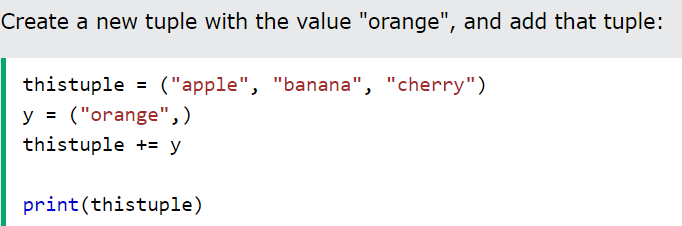 Create a new tuple with the value "orange", and add that tuple:
thistuple = ("apple", "banana", "cherry")
y = ("orange",)
thistuple += y
print(thistuple)